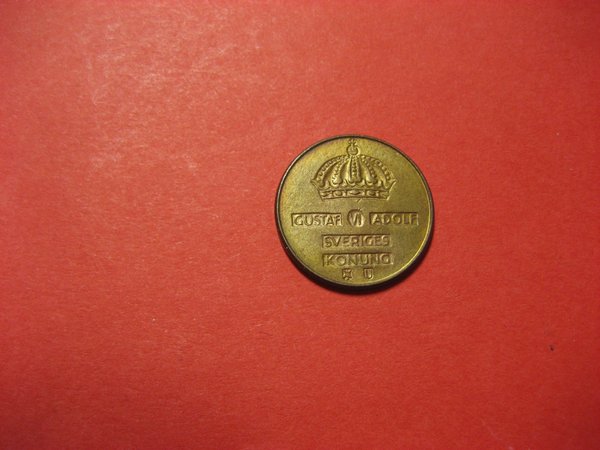 GUSTAF VI ADOLF
SVERIGES
KONUNG
U